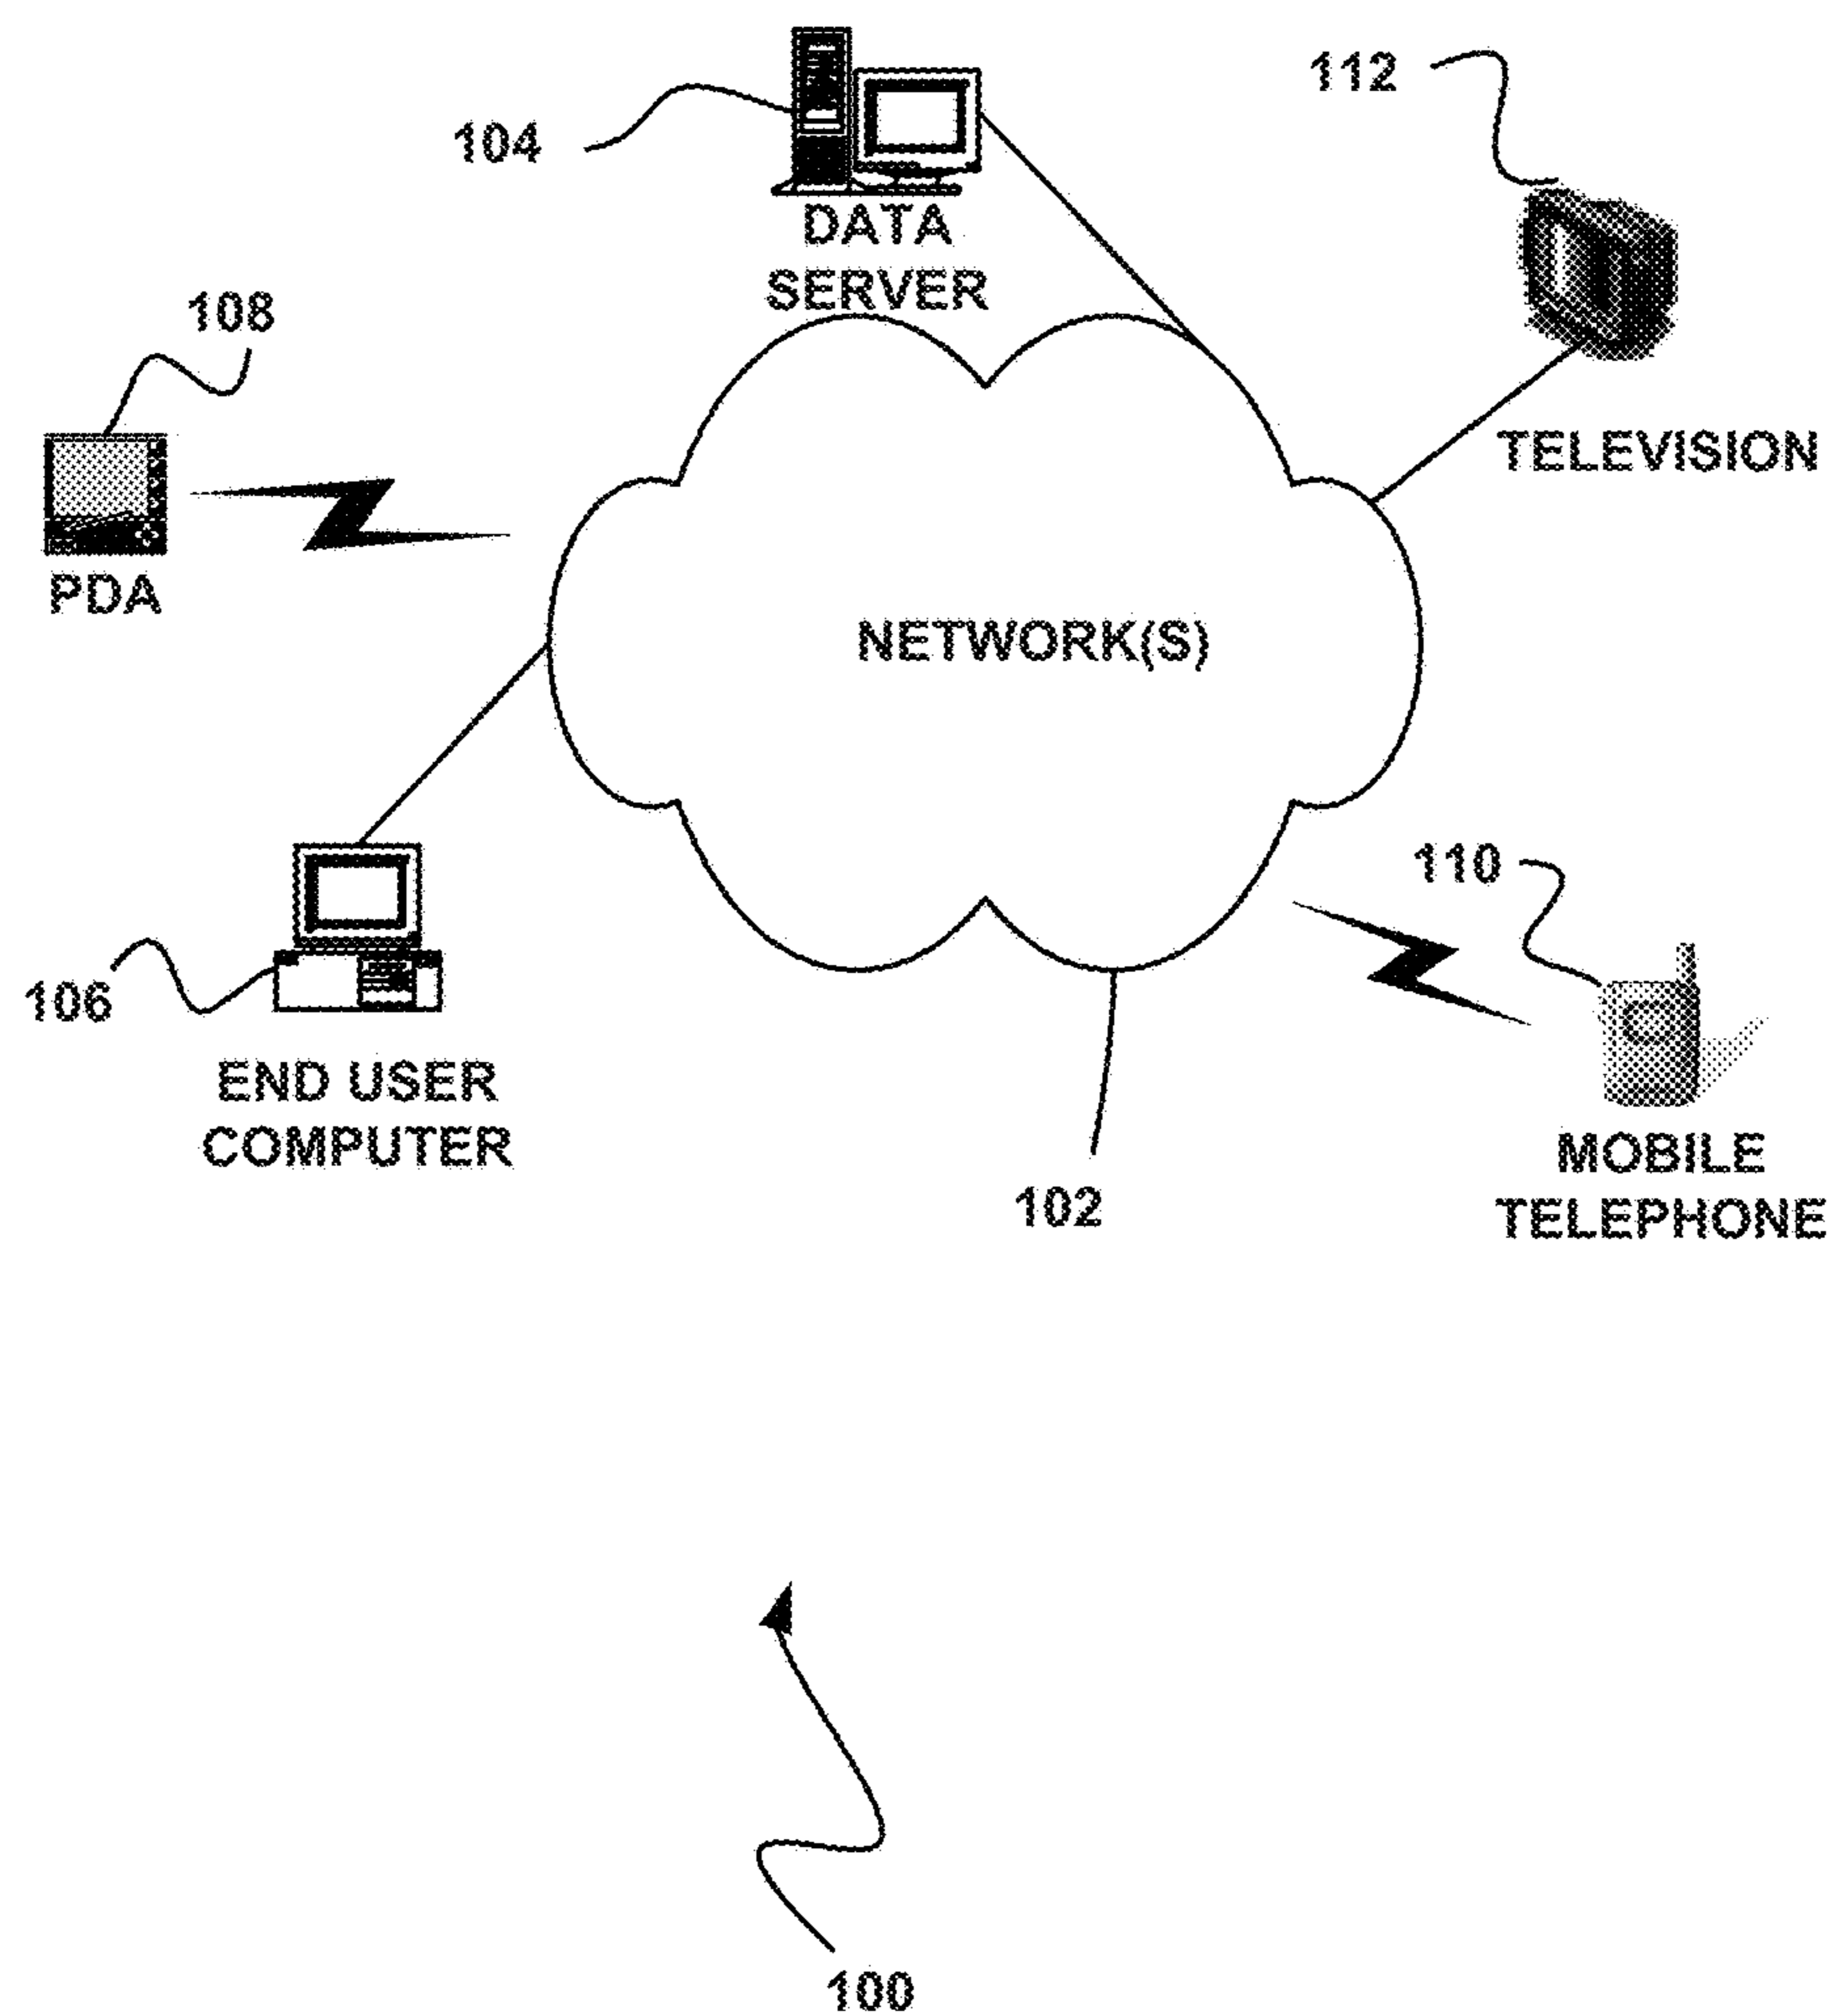 112
104
DATA
SERVER
108
TELEVISION
PDA
NETWORK(S)
110
106
END USER
COMPUTER
MOBILE
TELEPHONE
102
100